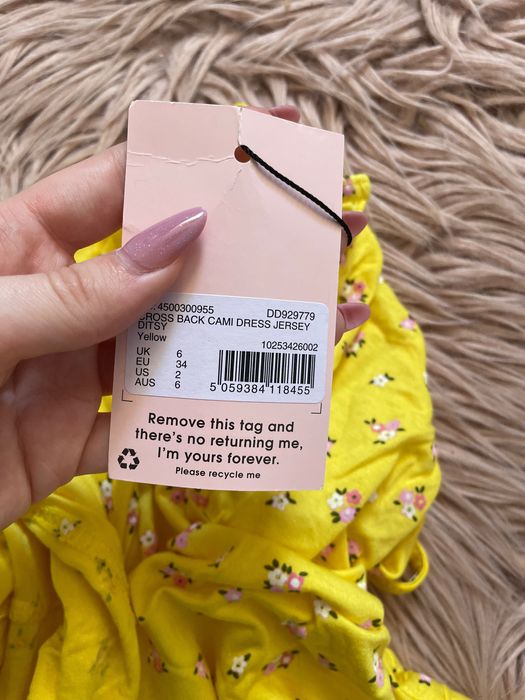 4500300955 DD929779
CROSS BACK CAMI DRESS JERSEY
DITSY
Yellow 10253426002
UK 6
EU 34
US 2
AUS 6
5 059384 118455
Remove this tag and
there's no returning me,
I'm yours forever.
Please recycle me